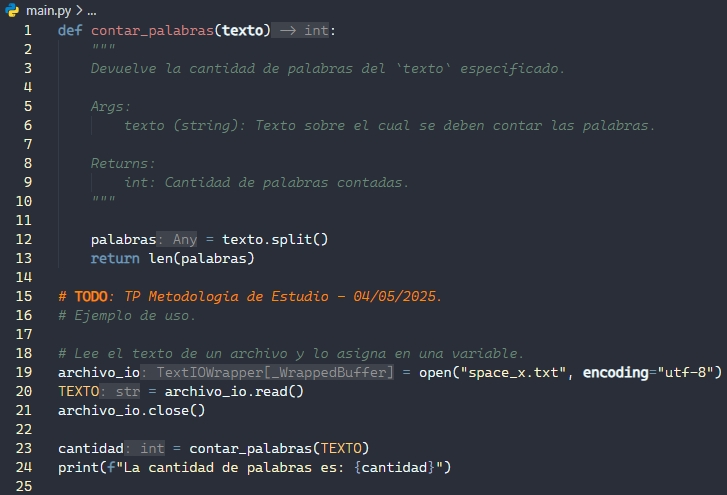 main.py > ...
1 def contar_palabras(texto) -> int:
2 """
3 Devuelve la cantidad de palabras del `texto` especificado.
4
5 Args:
6 texto (string): Texto sobre el cual se deben contar las palabras.
7
8 Returns:
9 int: Cantidad de palabras contadas.
10 """
11
12 palabras: Any = texto.split()
13 return len(palabras)
14
15 # TODO: TP Metodologia de Estudio - 04/05/2025.
16 # Ejemplo de uso.
17
18 # Lee el texto de un archivo y lo asigna en una variable.
19 archivo_io: TextIOWrapper[_WrappedBuffer] = open("space_x.txt", encoding="utf-8")
20 TEXTO: str = archivo_io.read()
21 archivo_io.close()
22
23 cantidad: int = contar_palabras(TEXTO)
24 print(f"La cantidad de palabras es: {cantidad}")
25